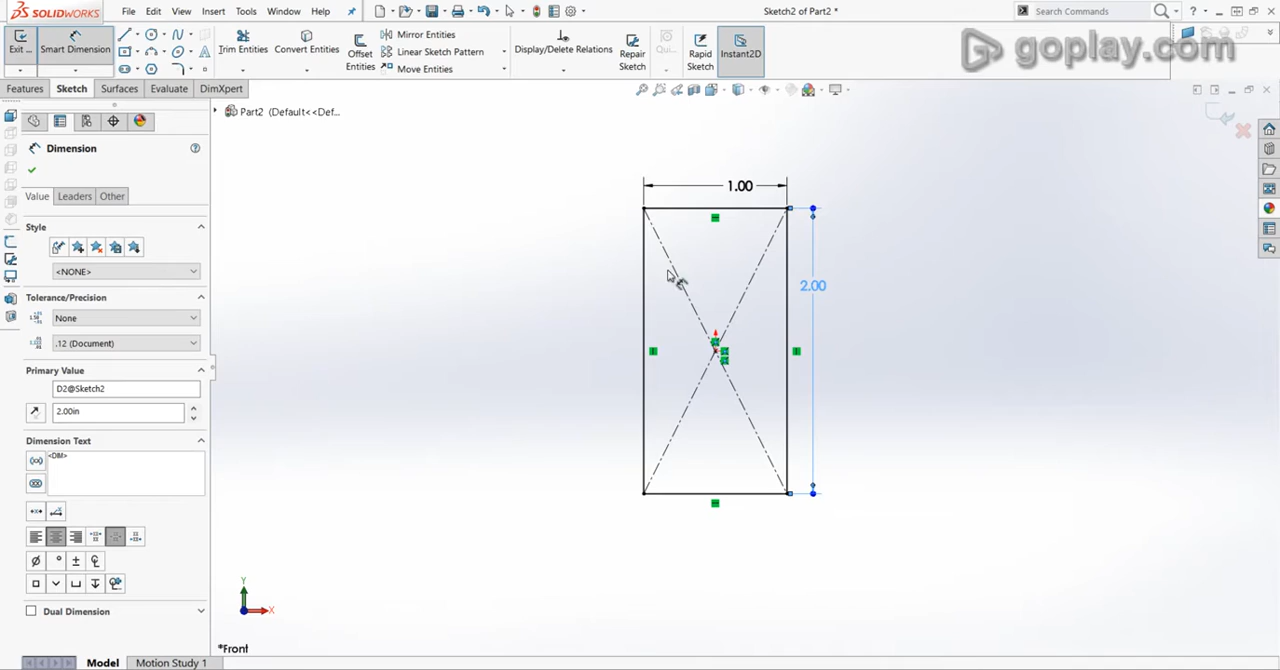 SOLIDWORKS File Edit View Insert Tools Window Help Sketch2 of Part2 * Search Commands
goplay.com
Exit ... Smart Dimension Trim Entities Convert Entities Offset Entities Mirror Entities Display/Delete Relations Repair Sketch Qui... Rapid Sketch Instant2D
Linear Sketch Pattern
Move Entities
Features Sketch Surfaces Evaluate DimXpert
Part2 (Default<<Def...
Dimension
Value Leaders Other
Style
<NONE>
Tolerance/Precision
None
.12 (Document)
Primary Value
D2@Sketch2
2.00in
Dimension Text
<DIM>
Dual Dimension
1.00
2.00
Y
X
*Front
Model Motion Study 1